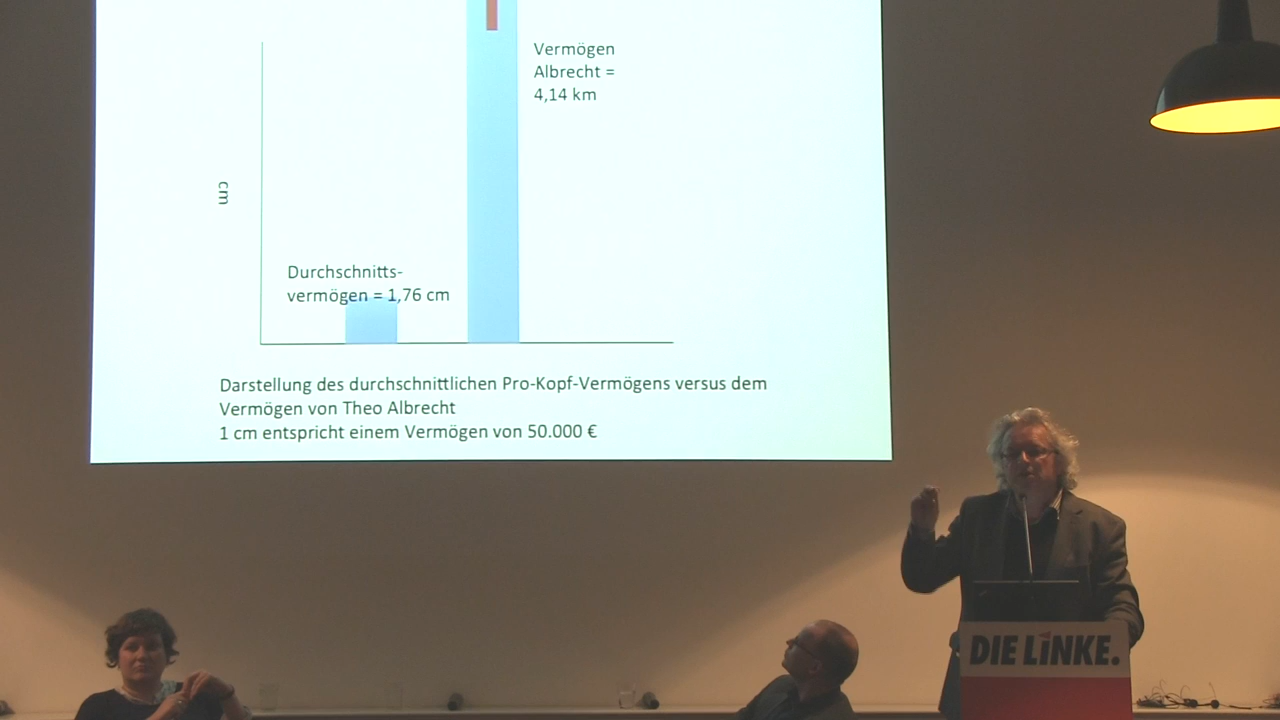 Vermögen
Albrecht =
4,14 km
cm
Durchschnitts-
vermögen = 1,76 cm
Darstellung des durchschnittlichen Pro-Kopf-Vermögens versus dem
Vermögen von Theo Albrecht
1 cm entspricht einem Vermögen von 50.000 €
DIE LINKE.